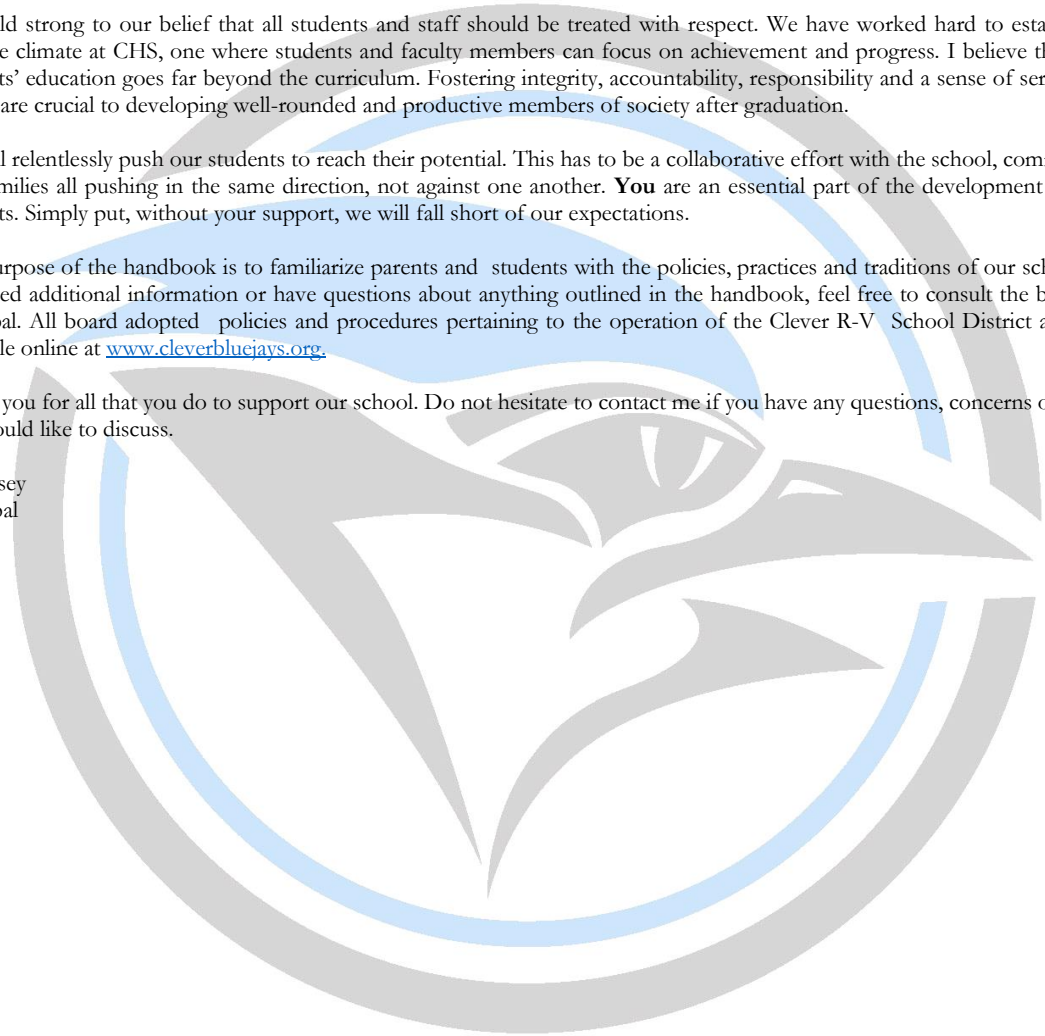 ld strong to our belief that all students and staff should be treated with respect. We have worked hard to esta
e climate at CHS, one where students and faculty members can focus on achievement and progress. I believe th
ts' education goes far beyond the curriculum. Fostering integrity, accountability, responsibility and a sense of ser
are crucial to developing well-rounded and productive members of society after graduation.
l relentlessly push our students to reach their potential. This has to be a collaborative effort with the school, com
milies all pushing in the same direction, not against one another. You are an essential part of the development
ts. Simply put, without your support, we will fall short of our expectations.
urpose of the handbook is to familiarize parents and students with the policies, practices and traditions of our sch
ed additional information or have questions about anything outlined in the handbook, feel free to consult the b
pal. All board adopted policies and procedures pertaining to the operation of the Clever R-V School District a
le online at www.cleverbluejays.org.
you for all that you do to support our school. Do not hesitate to contact me if you have any questions, concerns o
ould like to discuss.
sey
pal